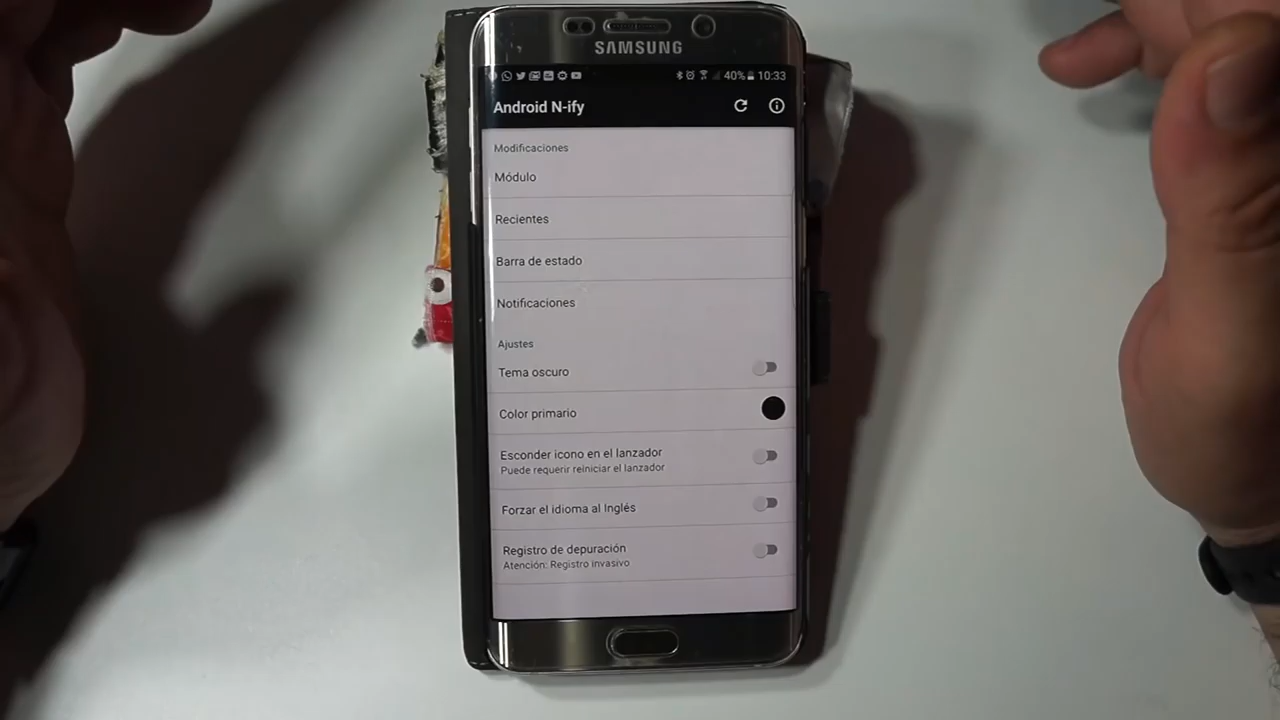 SAMSUNG
40% 10:33
Android N-ify
Modificaciones
Módulo
Recientes
Barra de estado
Notificaciones
Ajustes
Tema oscuro
Color primario
Esconder icono en el lanzador
Puede requerir reiniciar el lanzador
Forzar el idioma al Inglés
Registro de depuración
Atención: Registro invasivo